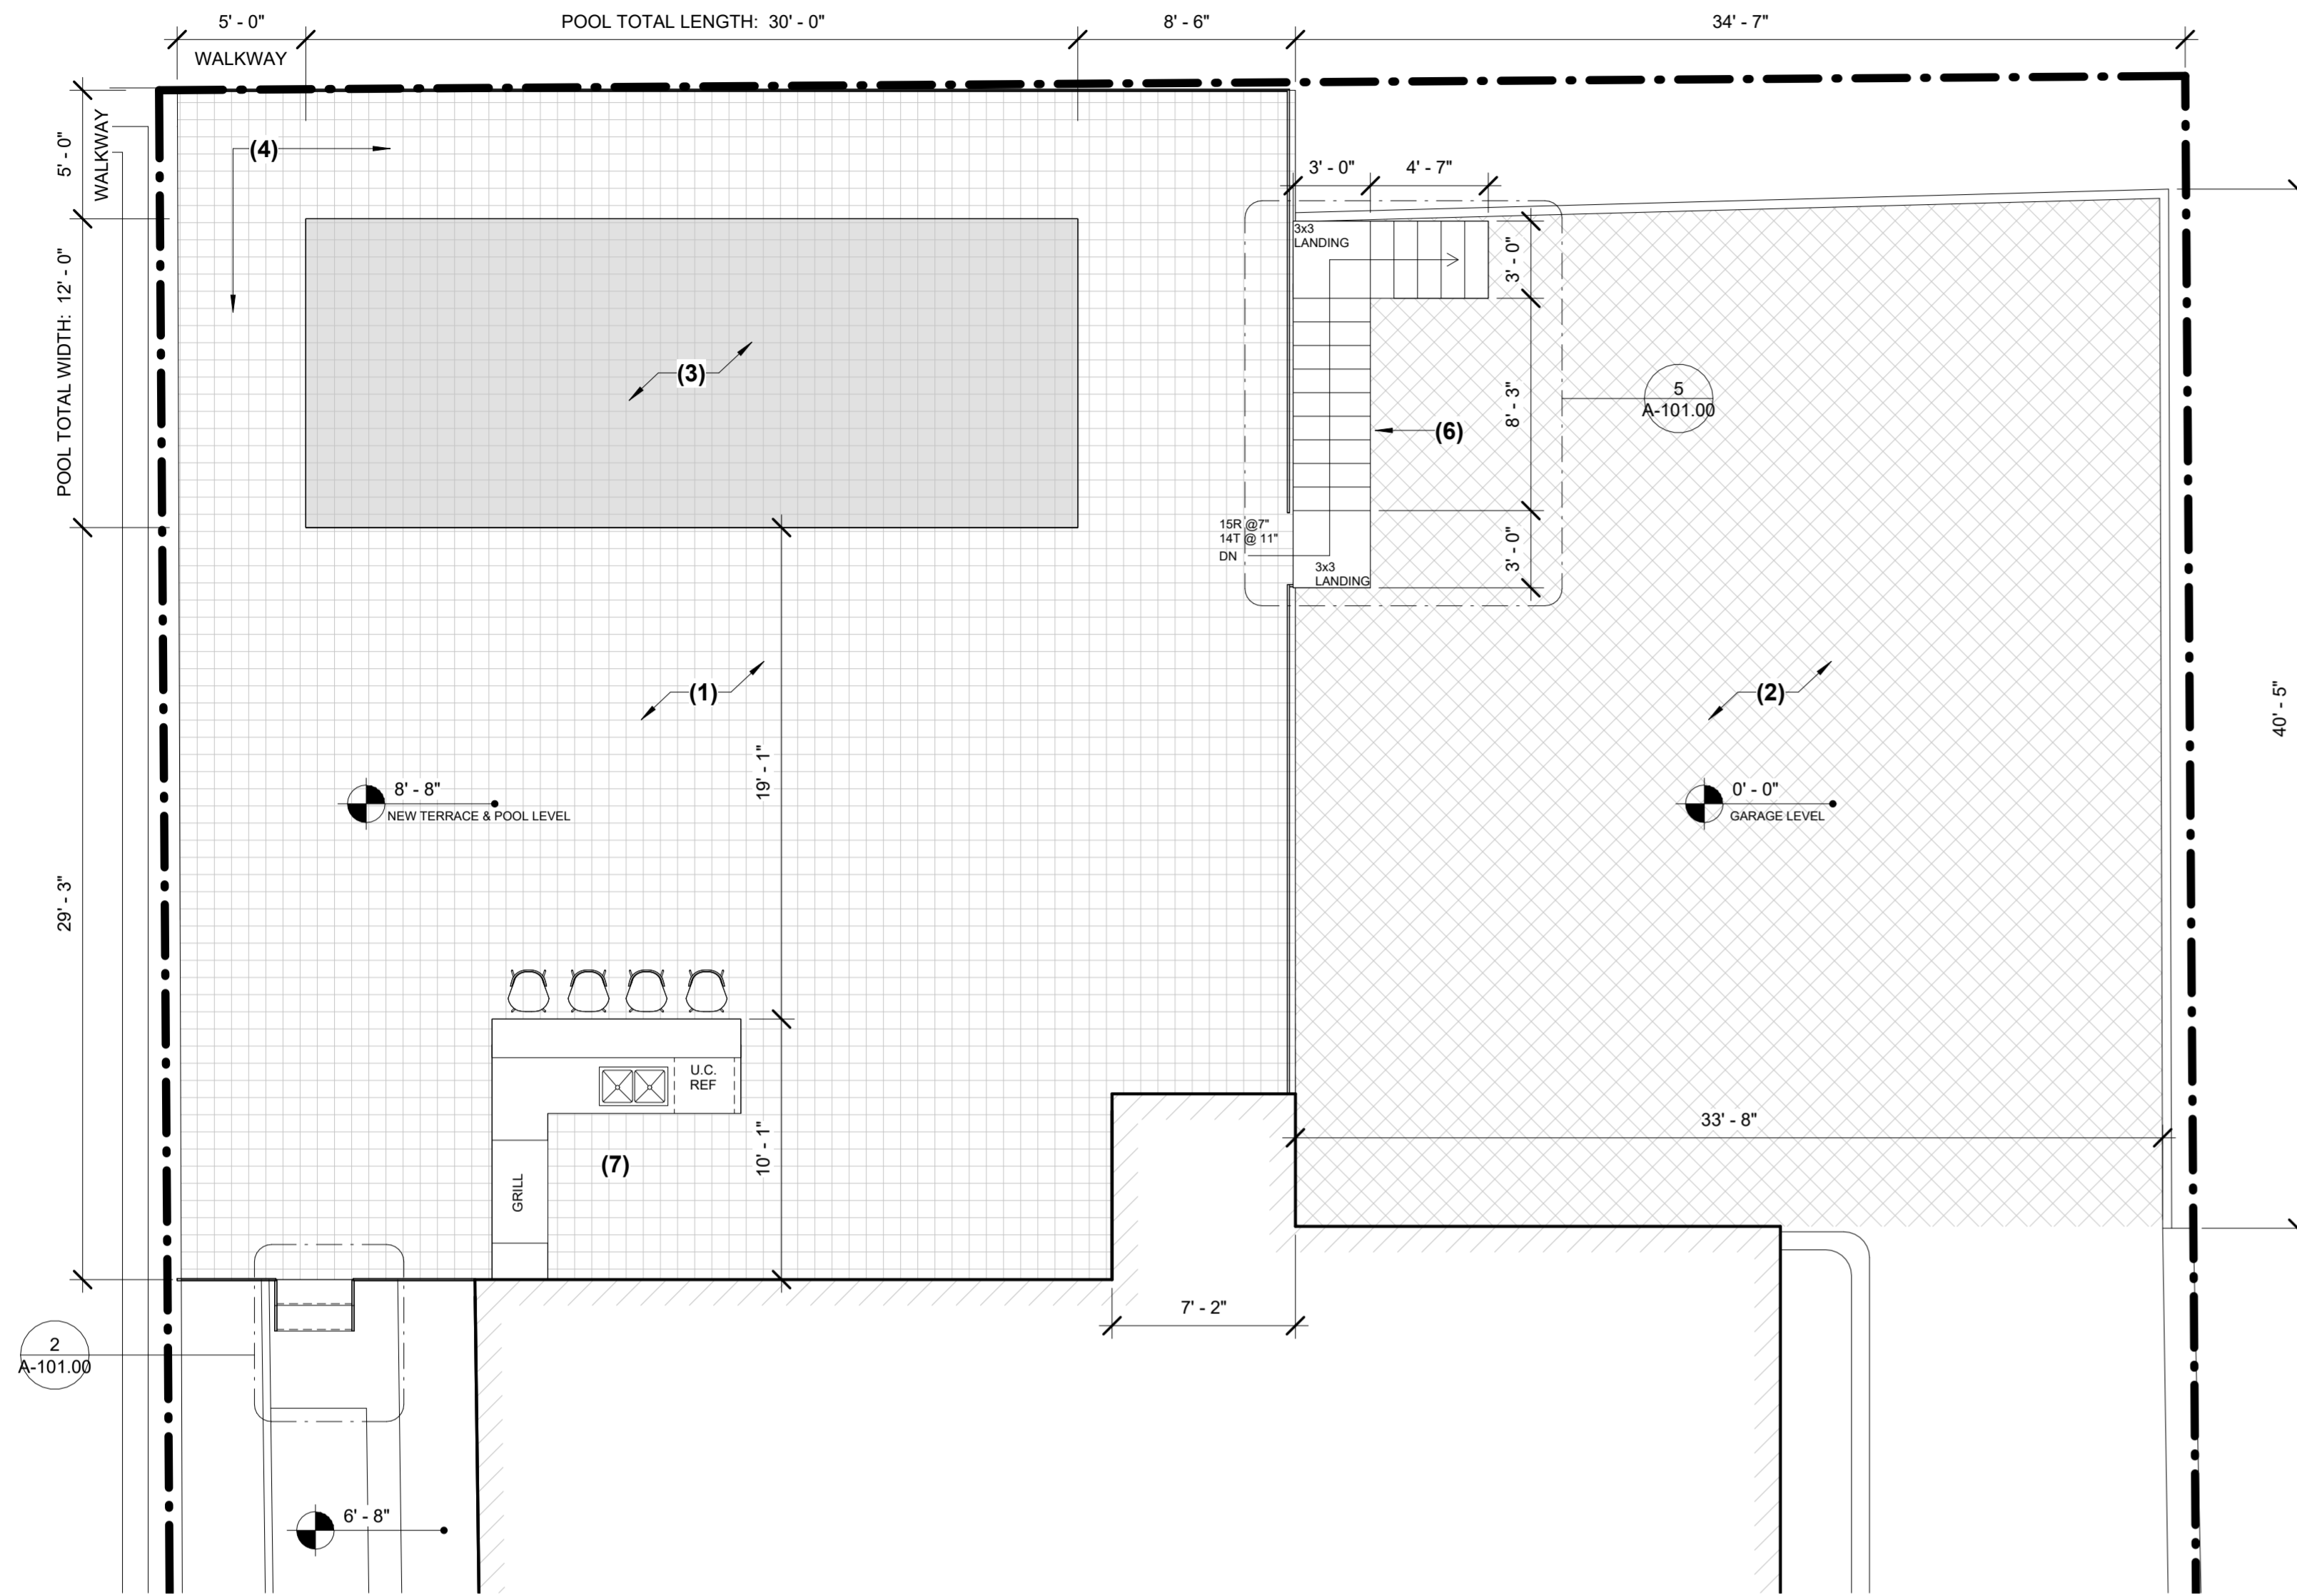 5' - 0"
POOL TOTAL LENGTH: 30' - 0"
8' - 6"
34' - 7"
WALKWAY
WALKWAY
5' - 0"
(4)
3' - 0"
4' - 7"
3x3
LANDING
3' - 0"
POOL TOTAL WIDTH: 12' - 0"
(3)
5
A-101.00
8' - 3"
(6)
15R @7"
14T @ 11"
DN
3' - 0"
3x3
LANDING
(1)
(2)
40' - 5"
19' - 1"
8' - 8"
NEW TERRACE & POOL LEVEL
0' - 0"
GARAGE LEVEL
29' - 3"
U.C.
REF
33' - 8"
10' - 1"
(7)
GRILL
7' - 2"
2
A-101.00
6' - 8"